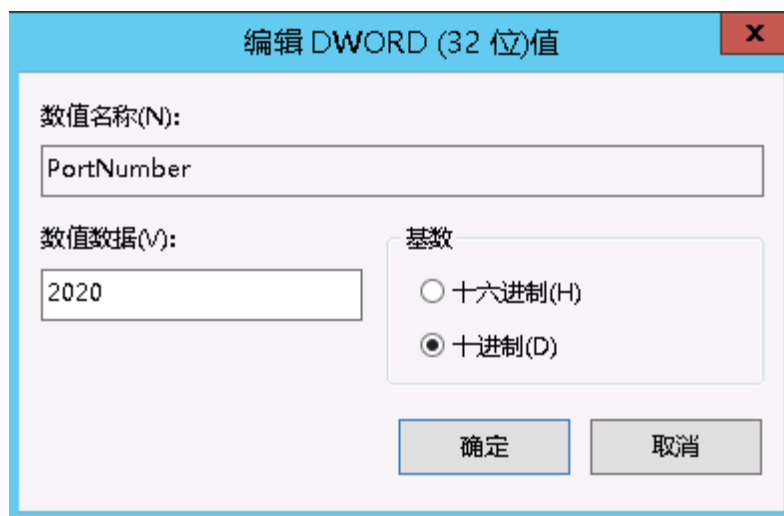 编辑 DWORD (32 位)值
x
数值名称(N):
PortNumber
数值数据(V):
2020
基数
十六进制(H)
十进制(D)
确定
取消